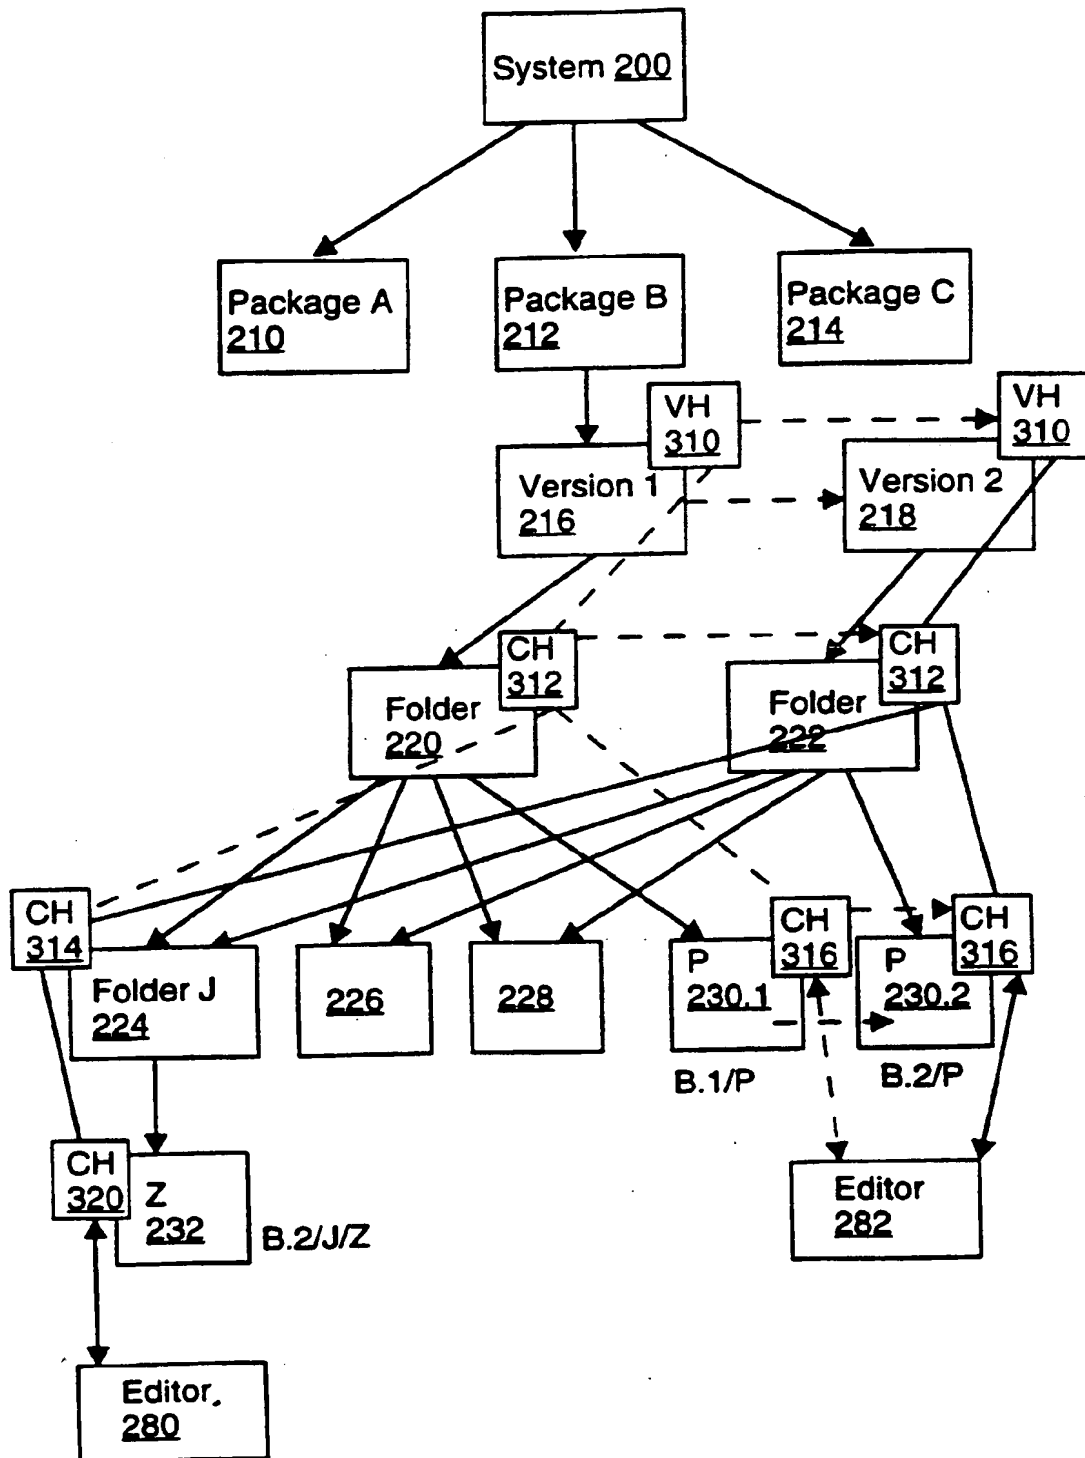 System 200
Package A
210
Package B
212
Package C
214
VH
310
VH
310
Version 1
216
Version 2
218
CH
312
CH
312
Folder
220
Folder
222
CH
314
Folder J
224
226
228
P
230.1
CH
316
P
230.2
CH
316
B.1/P
B.2/P
CH
320
Z
232
B.2/J/Z
Editor
282
Editor
280